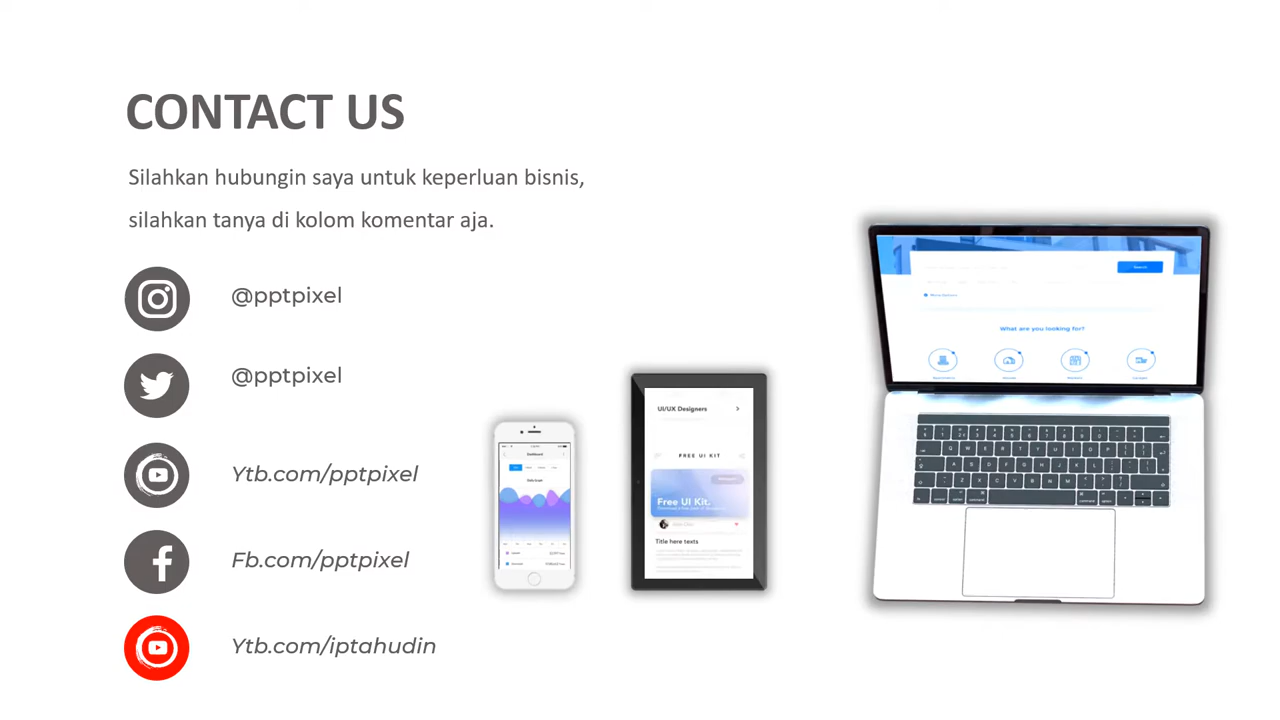 CONTACT US
Silahkan hubungin saya untuk keperluan bisnis,
silahkan tanya di kolom komentar aja.
@pptpixel
@pptpixel
Ytb.com/pptpixel
Fb.com/pptpixel
Ytb.com/iptahudin
Dashboard
UI/UX Designers
FREE UI KIT
Free UI Kit.
Title here texts
What are you looking for?